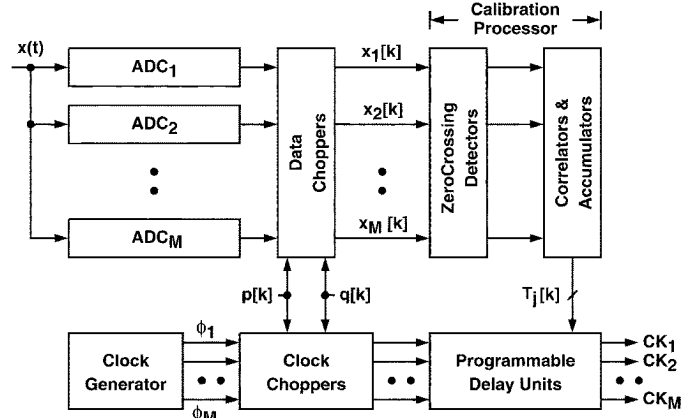 Calibration
Processor
x(t)
ADC1
ADC2
ADCM
Data
Choppers
x1[k]
x2[k]
xM [k]
ZeroCrossing
Detectors
Correlators &
Accumulators
p[k]
q[k]
Tj[k]
Clock
Generator
ϕ1
ϕM
Clock
Choppers
Programmable
Delay Units
CK1
CK2
CKM